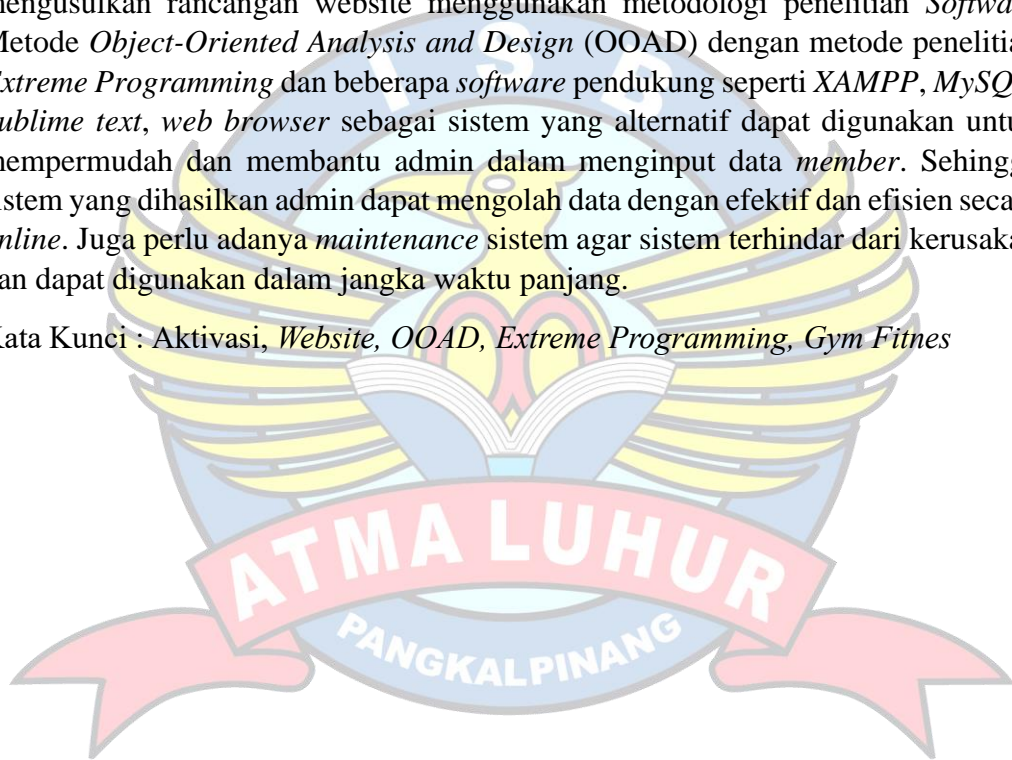 mengusulkan rancangan website menggunakan metodologi penelitian Softwa
Metode Object-Oriented Analysis and Design (OOAD) dengan metode penelitia
Extreme Programming dan beberapa software pendukung seperti XAMPP, MySQ
ublime text, web browser sebagai sistem yang alternatif dapat digunakan untu
mempermudah dan membantu admin dalam menginput data member. Sehingg
istem yang dihasilkan admin dapat mengolah data dengan efektif dan efisien seca
nline. Juga perlu adanya maintenance sistem agar sistem terhindar dari kerusaka
dan dapat digunakan dalam jangka waktu panjang.
Kata Kunci : Aktivasi, Website, OOAD, Extreme Programming, Gym Fitnes
I S B
ATMA LUHUR
PANGKALPINANG